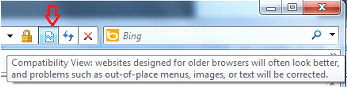 Bing
Compatibility View: websites designed for older browsers will often look better,
and problems such as out-of-place menus, images, or text will be corrected.